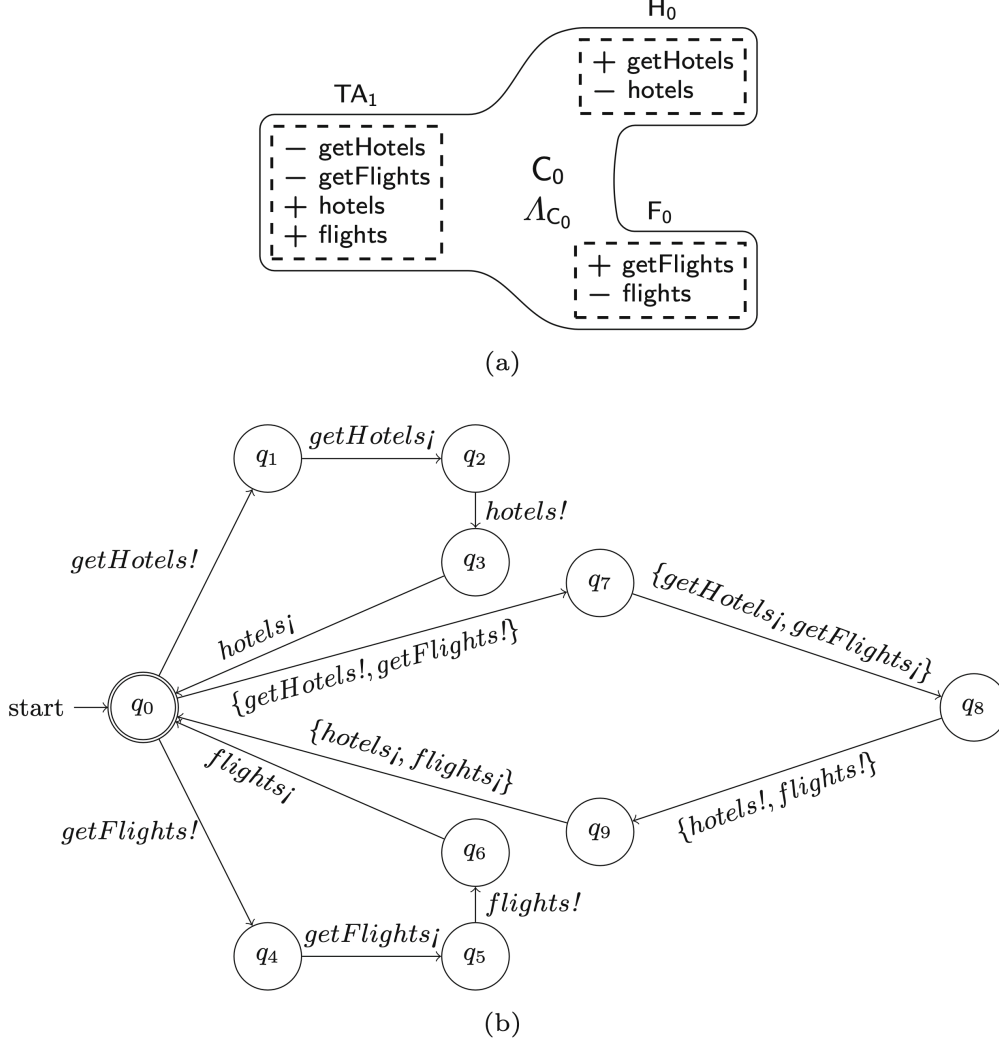 H₀
+ getHotels
− hotels
TA₁
− getHotels
− getFlights
+ hotels
+ flights
C₀
Λ_C₀
F₀
+ getFlights
− flights
(a)
q₁
getHotels¡
q₂
hotels!
getHotels!
q₃
q₇
{getHotels¡, getFlights¡}
hotels¡
{getHotels!, getFlights!}
start
q₀
q₈
{hotels¡, flights¡}
flights¡
{hotels!, flights!}
getFlights!
q₉
q₆
flights!
q₄
getFlights¡
q₅
(b)